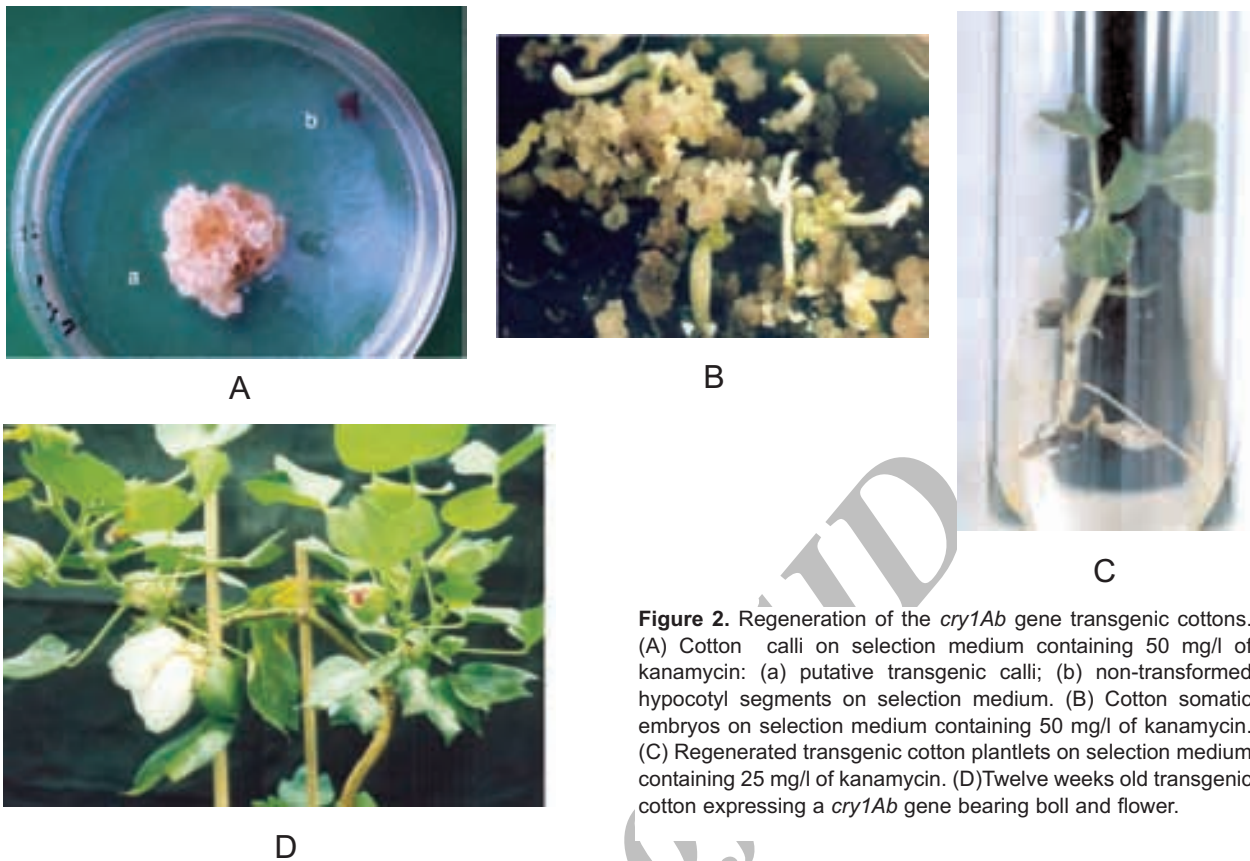 b
a
A
B
C
D
Figure 2. Regeneration of the cry1Ab gene transgenic cottons.
(A) Cotton calli on selection medium containing 50 mg/l of
kanamycin: (a) putative transgenic calli; (b) non-transformed
hypocotyl segments on selection medium. (B) Cotton somatic
embryos on selection medium containing 50 mg/l of kanamycin.
(C) Regenerated transgenic cotton plantlets on selection medium
containing 25 mg/l of kanamycin. (D)Twelve weeks old transgenic
cotton expressing a cry1Ab gene bearing boll and flower.